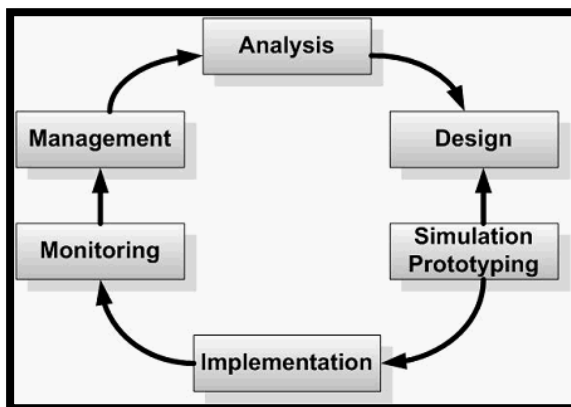 Analysis
Management
Design
Monitoring
Simulation
Prototyping
Implementation